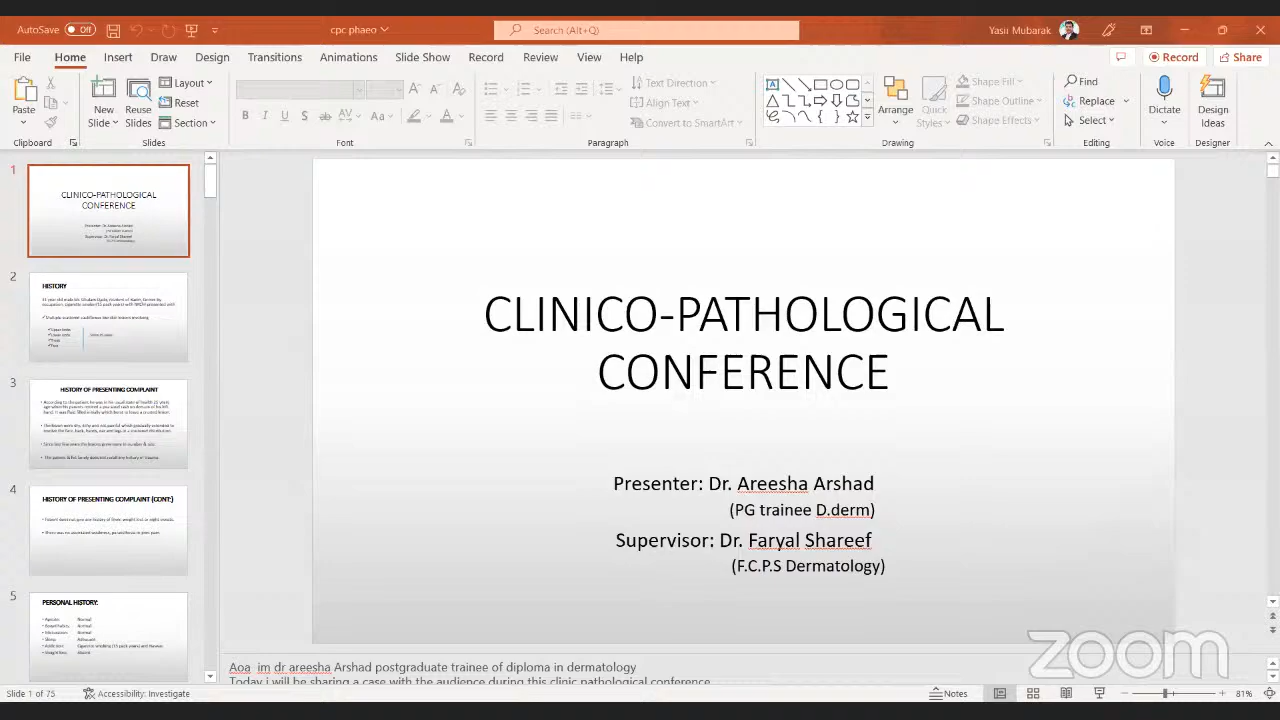 AutoSave Off
cpc phaeo
Search (Alt+Q)
Yasii Mubarak
File Home Insert Draw Design Transitions Animations Slide Show Record Review View Help
Record
Share
Paste
New Slide
Reuse Slides
Layout
Reset
Section
Text Direction
Align Text
Convert to SmartArt
Arrange
Quick Styles
Shape Fill
Shape Outline
Shape Effects
Find
Replace
Select
Dictate
Design Ideas
Clipboard Slides Font Paragraph Drawing Editing Voice Designer
1
CLINICO-PATHOLOGICAL
CONFERENCE
2
HISTORY
3
HISTORY OF PRESENTING COMPLAINT
4
HISTORY OF PRESENTING COMPLAINT (CONT:)
5
PERSONAL HISTORY:
CLINICO-PATHOLOGICAL
CONFERENCE
Presenter: Dr. Areesha Arshad
(PG trainee D.derm)
Supervisor: Dr. Faryal Shareef
(F.C.P.S Dermatology)
zoom
Aoa im dr areesha Arshad postgraduate trainee of diploma in dermatology
Today i will be sharing a case with the audience during this clinic pathological conference
Slide 1 of 75
Accessibility: Investigate
Notes
81%